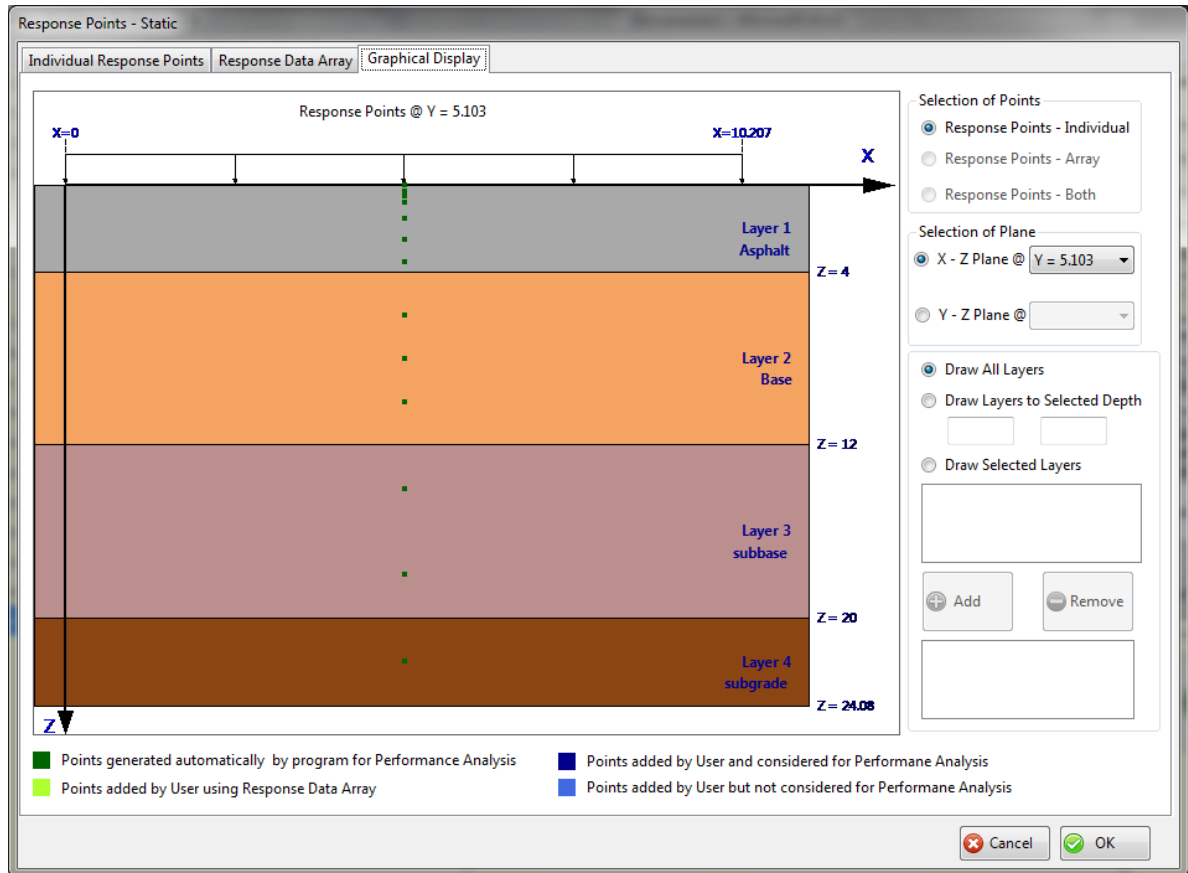 Response Points - Static
Individual Response Points
Response Data Array
Graphical Display
Response Points @ Y = 5.103
X=0
X=10.207
X
Layer 1
Asphalt
Z= 4
Layer 2
Base
Z= 12
Layer 3
subbase
Z= 20
Layer 4
subgrade
Z= 24.08
Z
Selection of Points
Response Points - Individual
Response Points - Array
Response Points - Both
Selection of Plane
X - Z Plane @ Y = 5.103
Y - Z Plane @
Draw All Layers
Draw Layers to Selected Depth
Draw Selected Layers
Add
Remove
Points generated automatically by program for Performance Analysis
Points added by User and considered for Performane Analysis
Points added by User using Response Data Array
Points added by User but not considered for Performane Analysis
Cancel
OK